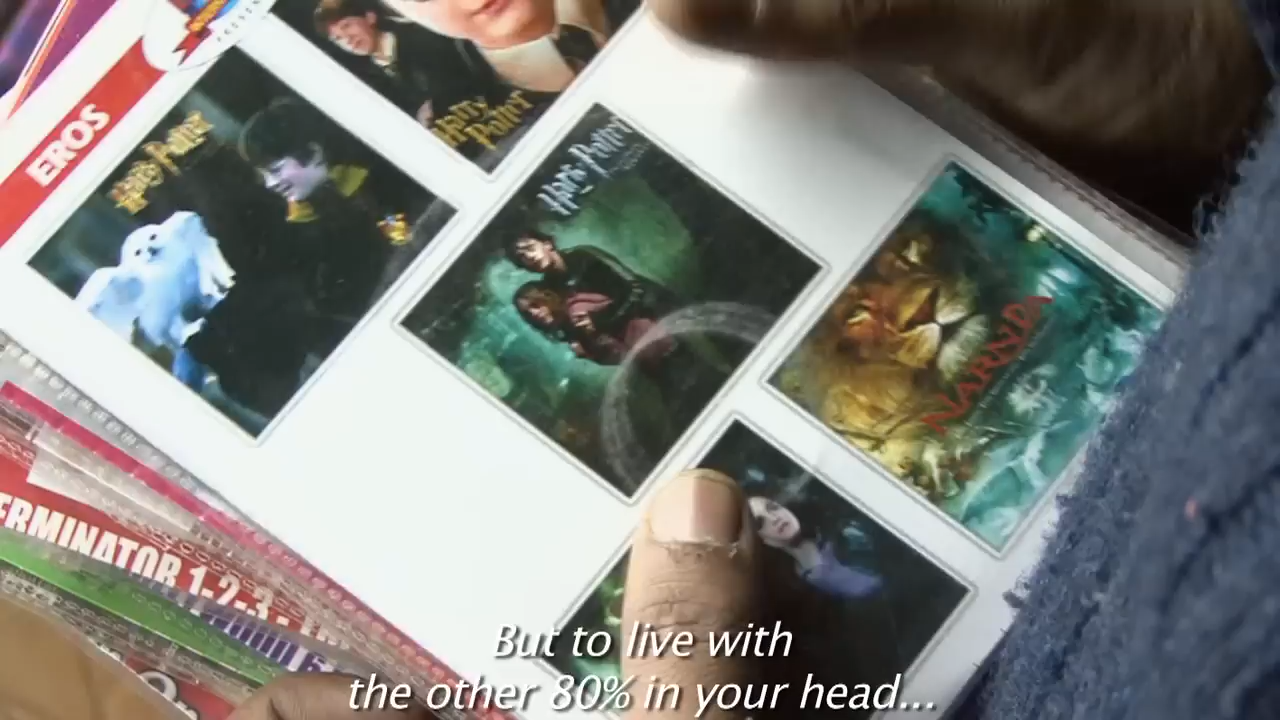 EROS
Harry Potter
Harry
Potter
Harry Potter
NARNIA
ERMINATOR 1-2-3
But to live with
the other 80% in your head...